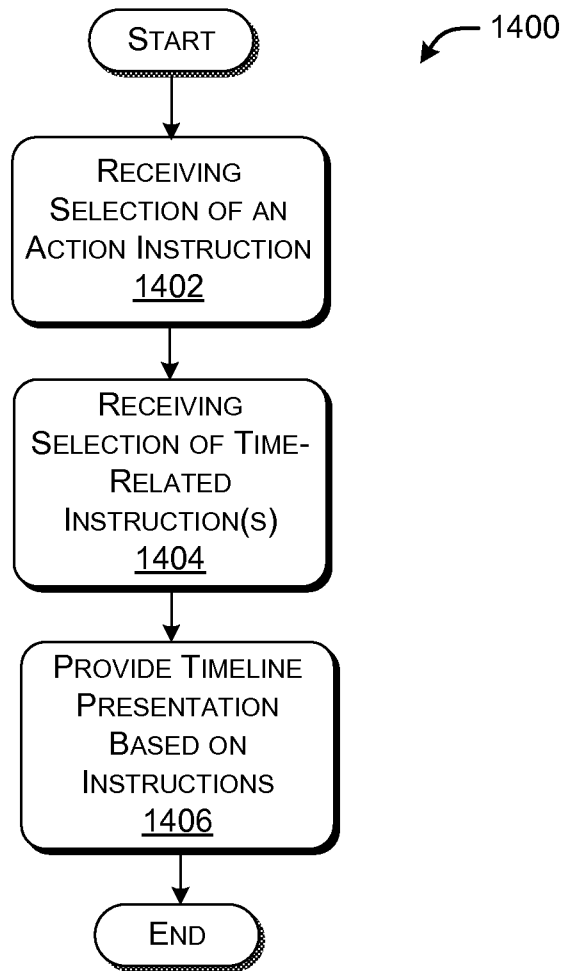 START
1400
RECEIVING
SELECTION OF AN
ACTION INSTRUCTION
1402
RECEIVING
SELECTION OF TIME-
RELATED
INSTRUCTION(S)
1404
PROVIDE TIMELINE
PRESENTATION
BASED ON
INSTRUCTIONS
1406
END